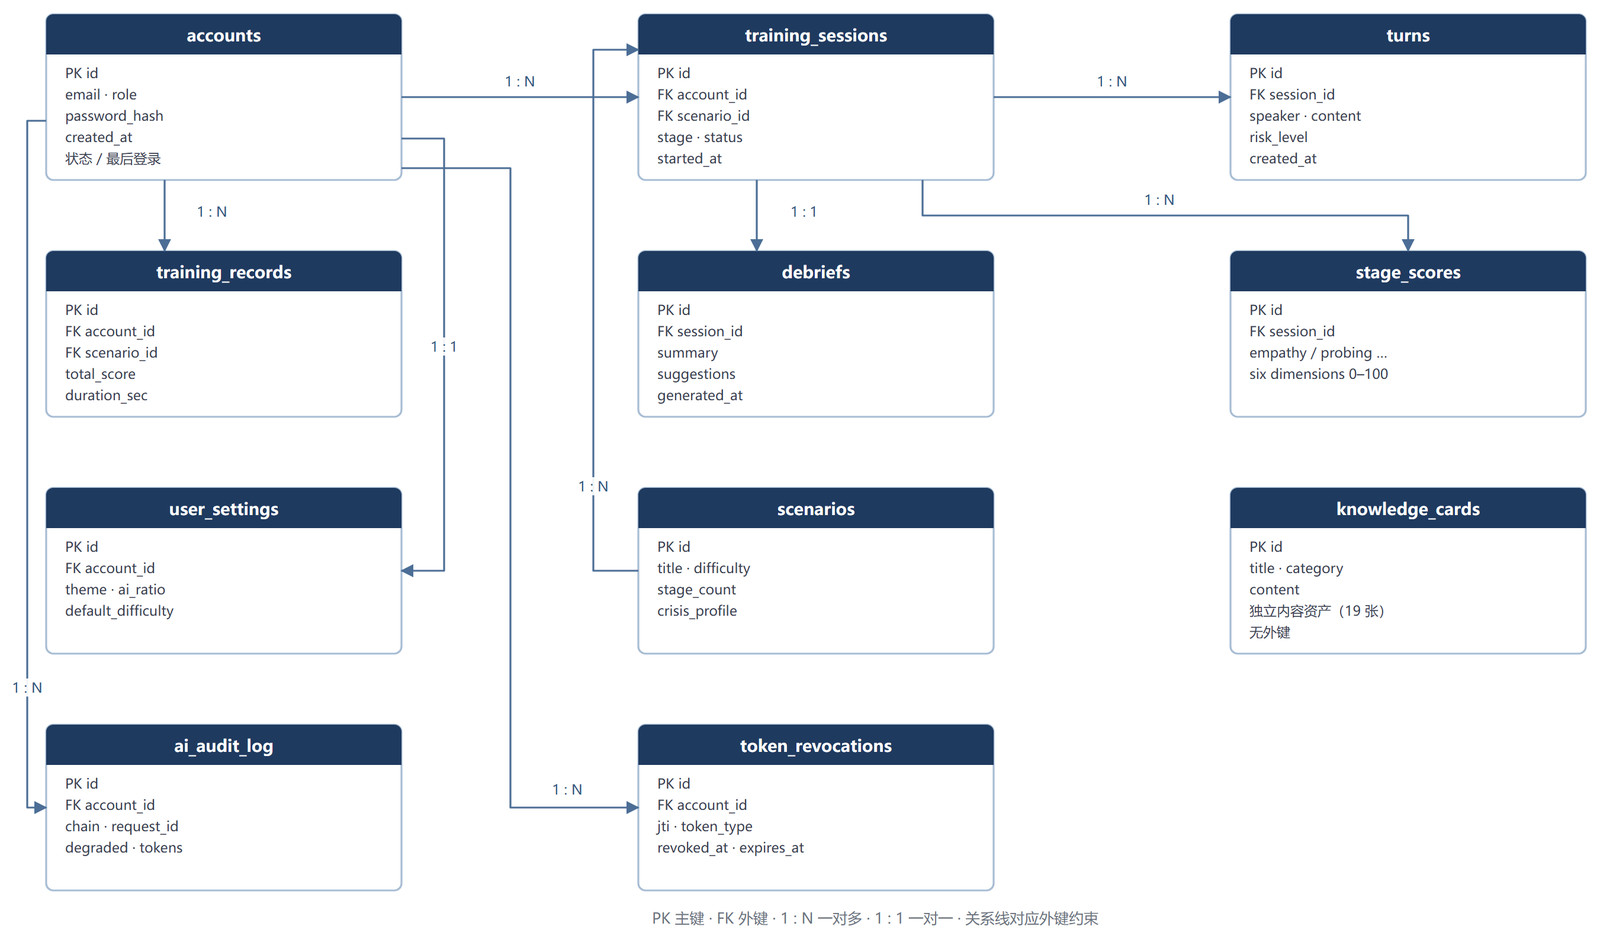 accounts
PK id
email · role
password_hash
created_at
状态 / 最后登录
1 : N
training_sessions
PK id
FK account_id
FK scenario_id
stage · status
started_at
1 : N
turns
PK id
FK session_id
speaker · content
risk_level
created_at
1 : N
1 : 1
1 : N
training_records
PK id
FK account_id
FK scenario_id
total_score
duration_sec
1 : 1
debriefs
PK id
FK session_id
summary
suggestions
generated_at
stage_scores
PK id
FK session_id
empathy / probing ...
six dimensions 0–100
user_settings
PK id
FK account_id
theme · ai_ratio
default_difficulty
1 : N
scenarios
PK id
title · difficulty
stage_count
crisis_profile
knowledge_cards
PK id
title · category
content
独立内容资产（19 张）
无外键
1 : N
ai_audit_log
PK id
FK account_id
chain · request_id
degraded · tokens
1 : N
token_revocations
PK id
FK account_id
jti · token_type
revoked_at · expires_at
PK 主键 · FK 外键 · 1 : N 一对多 · 1 : 1 一对一 · 关系线对应外键约束